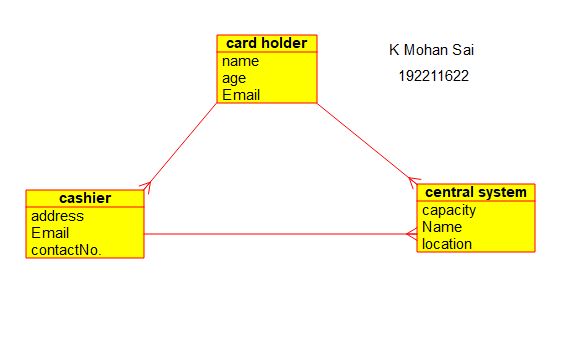 card holder
name
age
Email
K Mohan Sai
192211622
cashier
address
Email
contactNo.
central system
capacity
Name
location